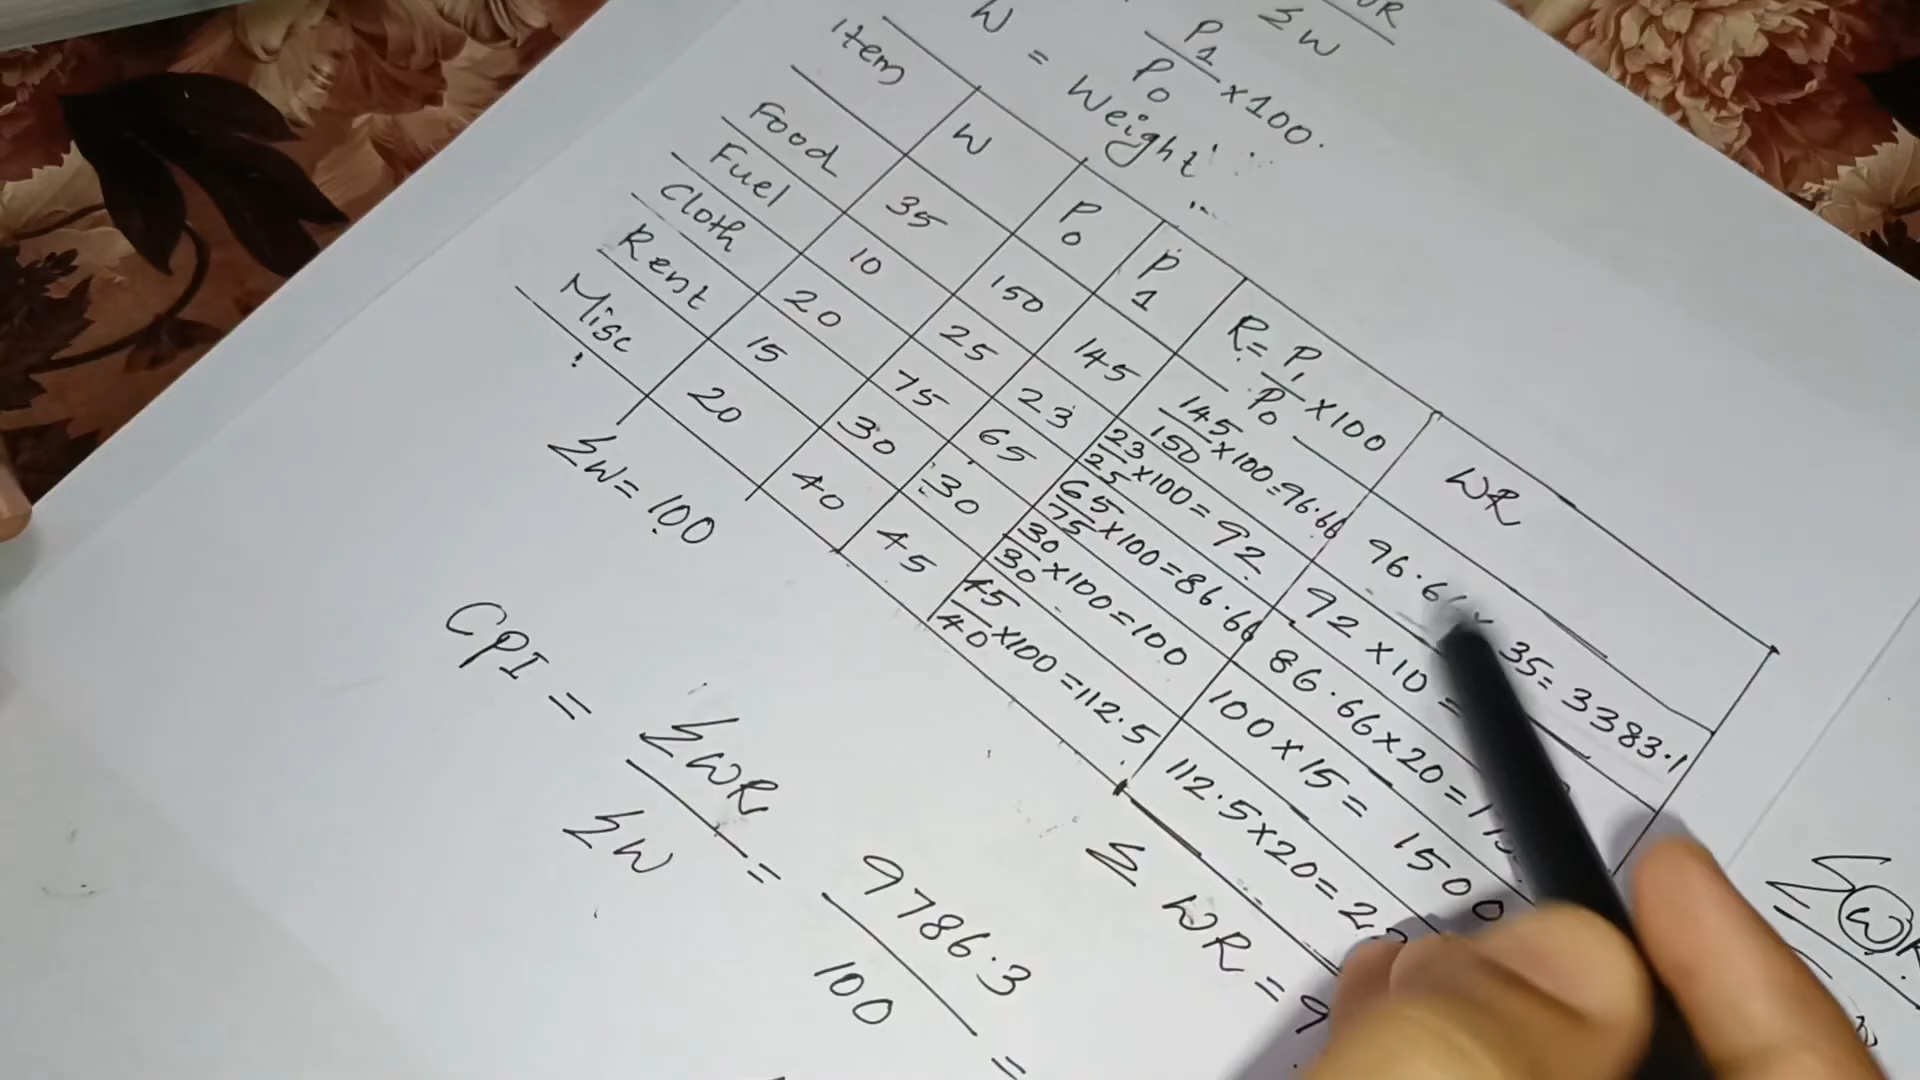 WR
ΣW
P1/P0 ×100.
W = Weight
Item W P0 P1 R= P1/P0 ×100 WR
Food 35 150 145 145/150 ×100=96.66 35=3383.1
Fuel 10 25 23 23/25 ×100=92 92×10=
Cloth 20 75 65 65/75 ×100=86.66 86.66×20=
Rent 15 30 30 30/30 ×100=100 100×15=1500
Misc 20 40 45 45/40 ×100=112.5 112.5×20=
ΣW=100
ΣWR=
CPI = ΣWR/ΣW = 9786.3/100 =